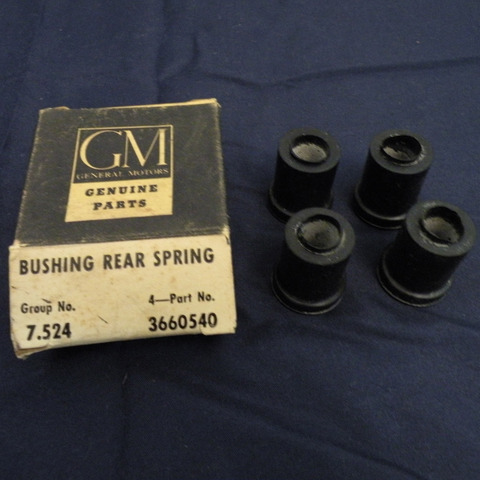 GM
GENERAL MOTORS
GENUINE
PARTS
BUSHING REAR SPRING
Group No. 4—Part No.
7.524 3660540